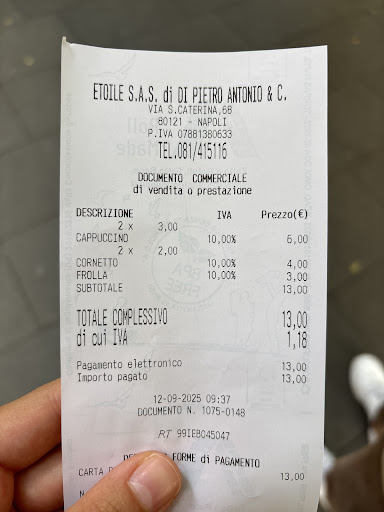 ETOILE S.A.S. di DI PIETRO ANTONIO & C.
VIA S.CATERINA,68
80121 - NAPOLI
P.IVA 07881380633
TEL.081/415116
DOCUMENTO COMMERCIALE
di vendita o prestazione
DESCRIZIONE IVA Prezzo(€)
2 x 3,00
CAPPUCCINO 10,00% 6,00
2 x 2,00
CORNETTO 10,00% 4,00
FROLLA 10,00% 3,00
SUBTOTALE 13,00
TOTALE COMPLESSIVO 13,00
di cui IVA 1,18
Pagamento elettronico 13,00
Importo pagato 13,00
12-09-2025 09:37
DOCUMENTO N. 1075-0148
RT 99IEB045047
FORME di PAGAMENTO
CARTA 13,00